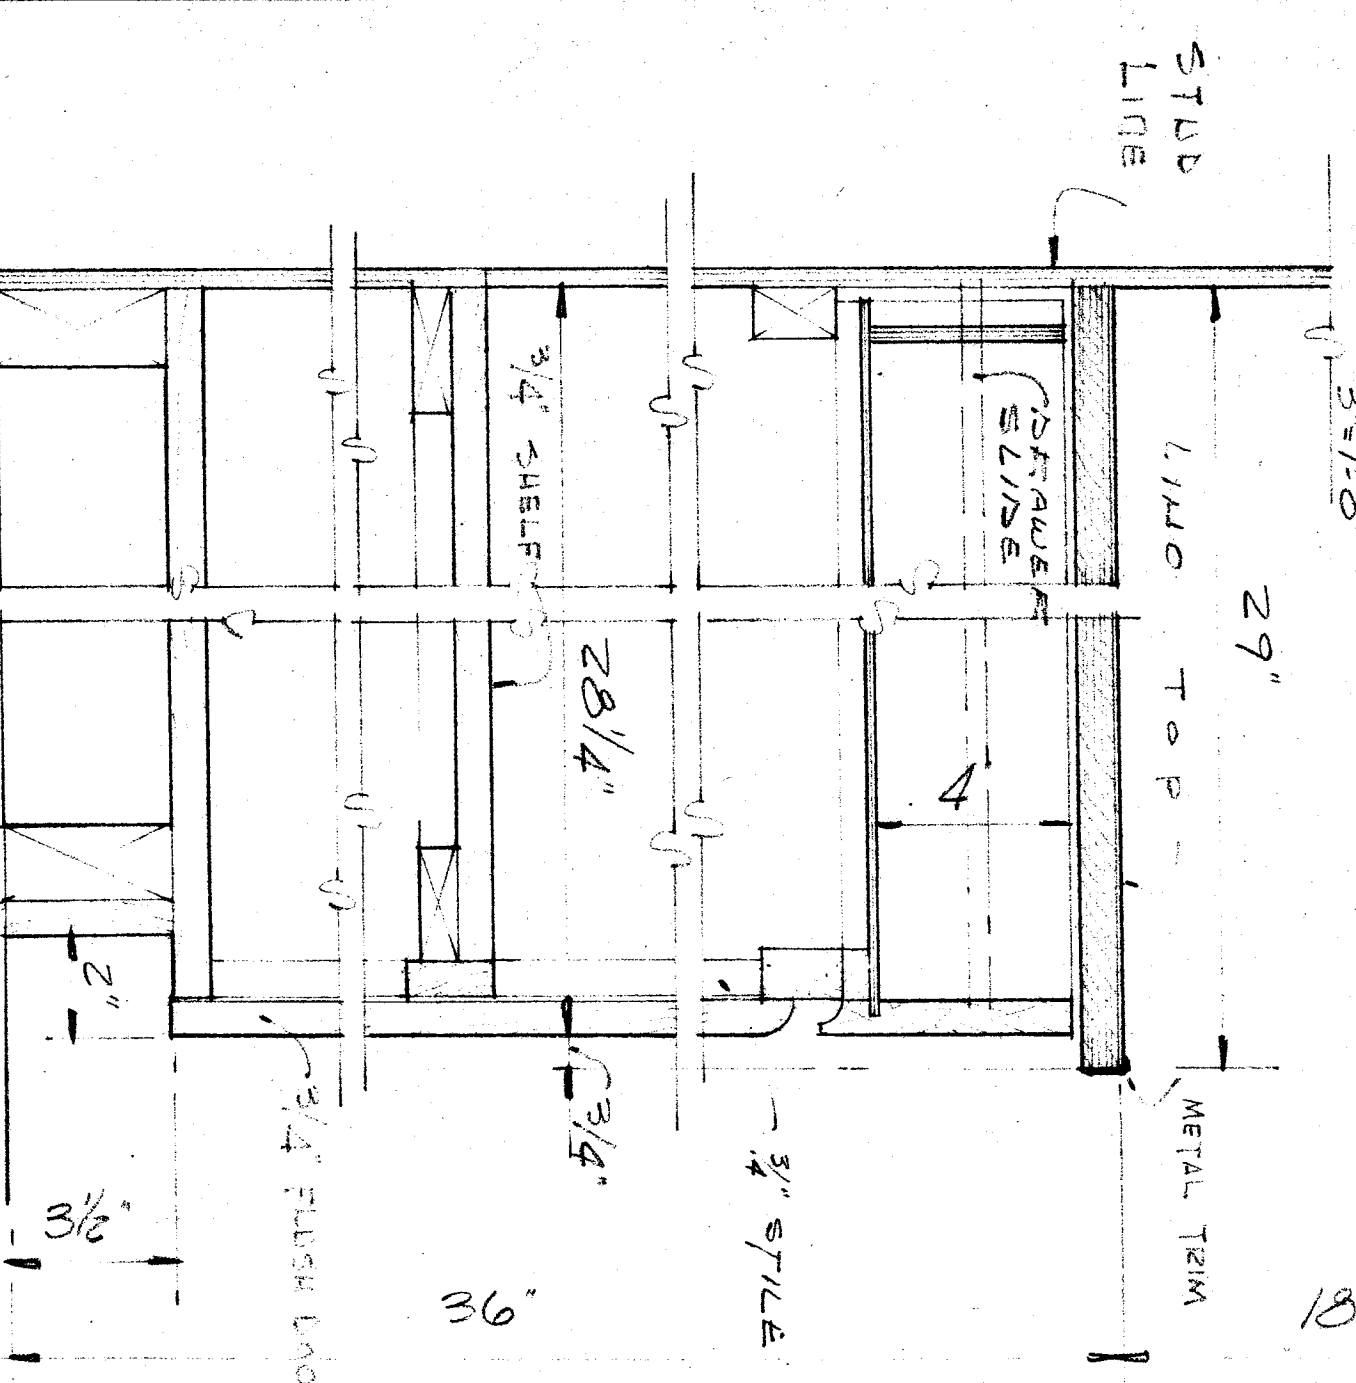 STUD
LINE
3=1-0
29"
LINO TOP
DRAWER
SLIDE
3/4" SHELF
28 1/4"
4
2"
3/4"
3/4" STILE
METAL TRIM
3/4" FLUSH DOO
3 1/2"
36"
18